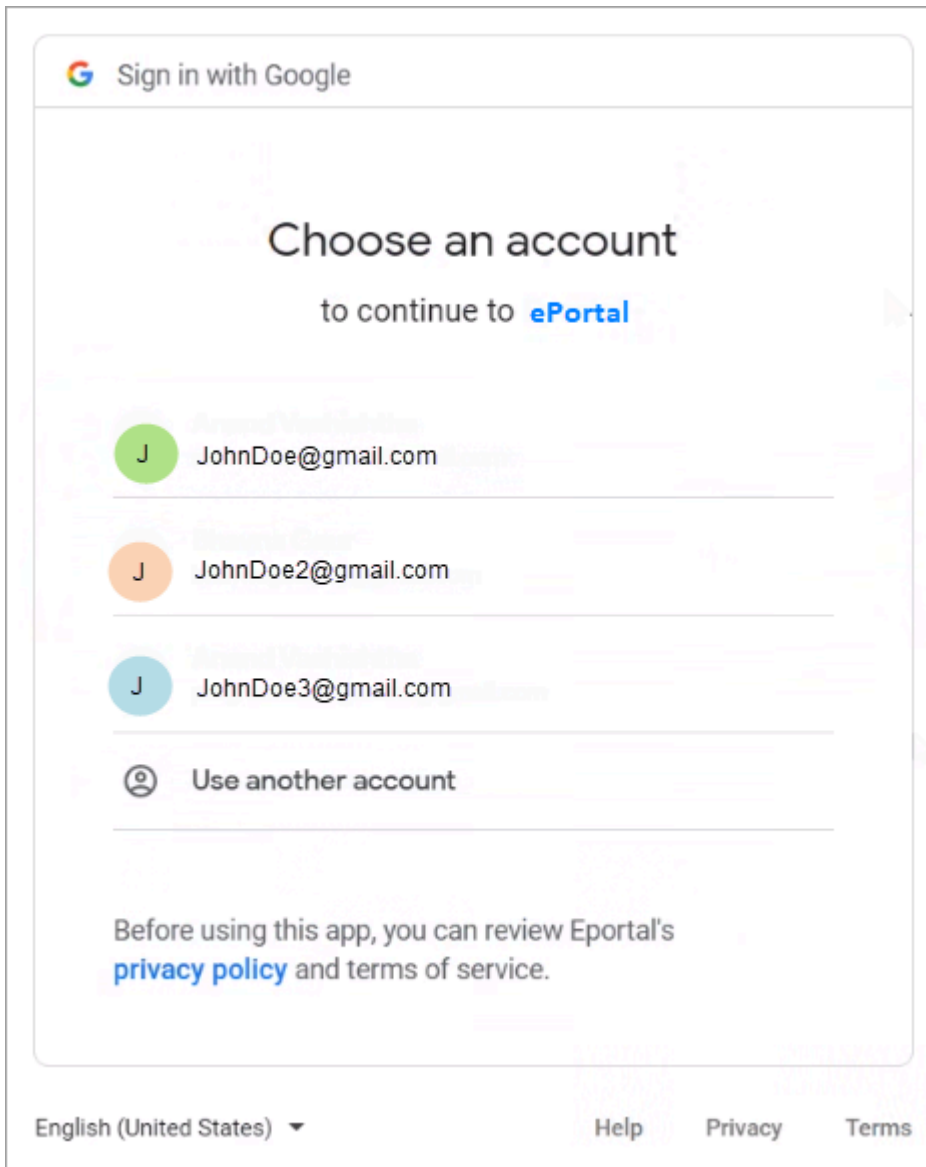 Sign in with Google
Choose an account
to continue to ePortal
J JohnDoe@gmail.com
J JohnDoe2@gmail.com
J JohnDoe3@gmail.com
Use another account
Before using this app, you can review Eportal's
privacy policy and terms of service.
English (United States)
Help Privacy Terms